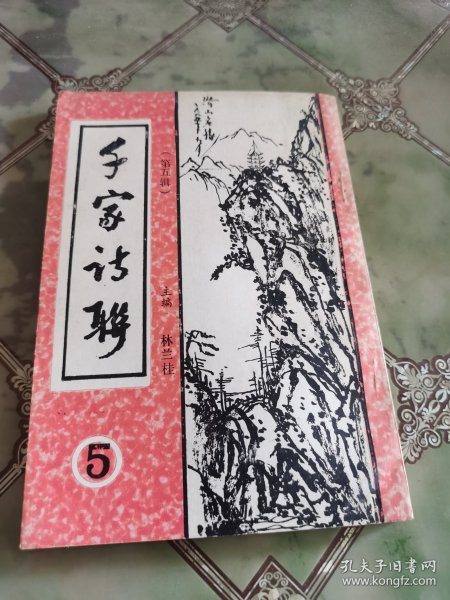 千家诗联
（第五辑）
主编 林兰桂
5
孔夫子旧书网
www.kongfz.com